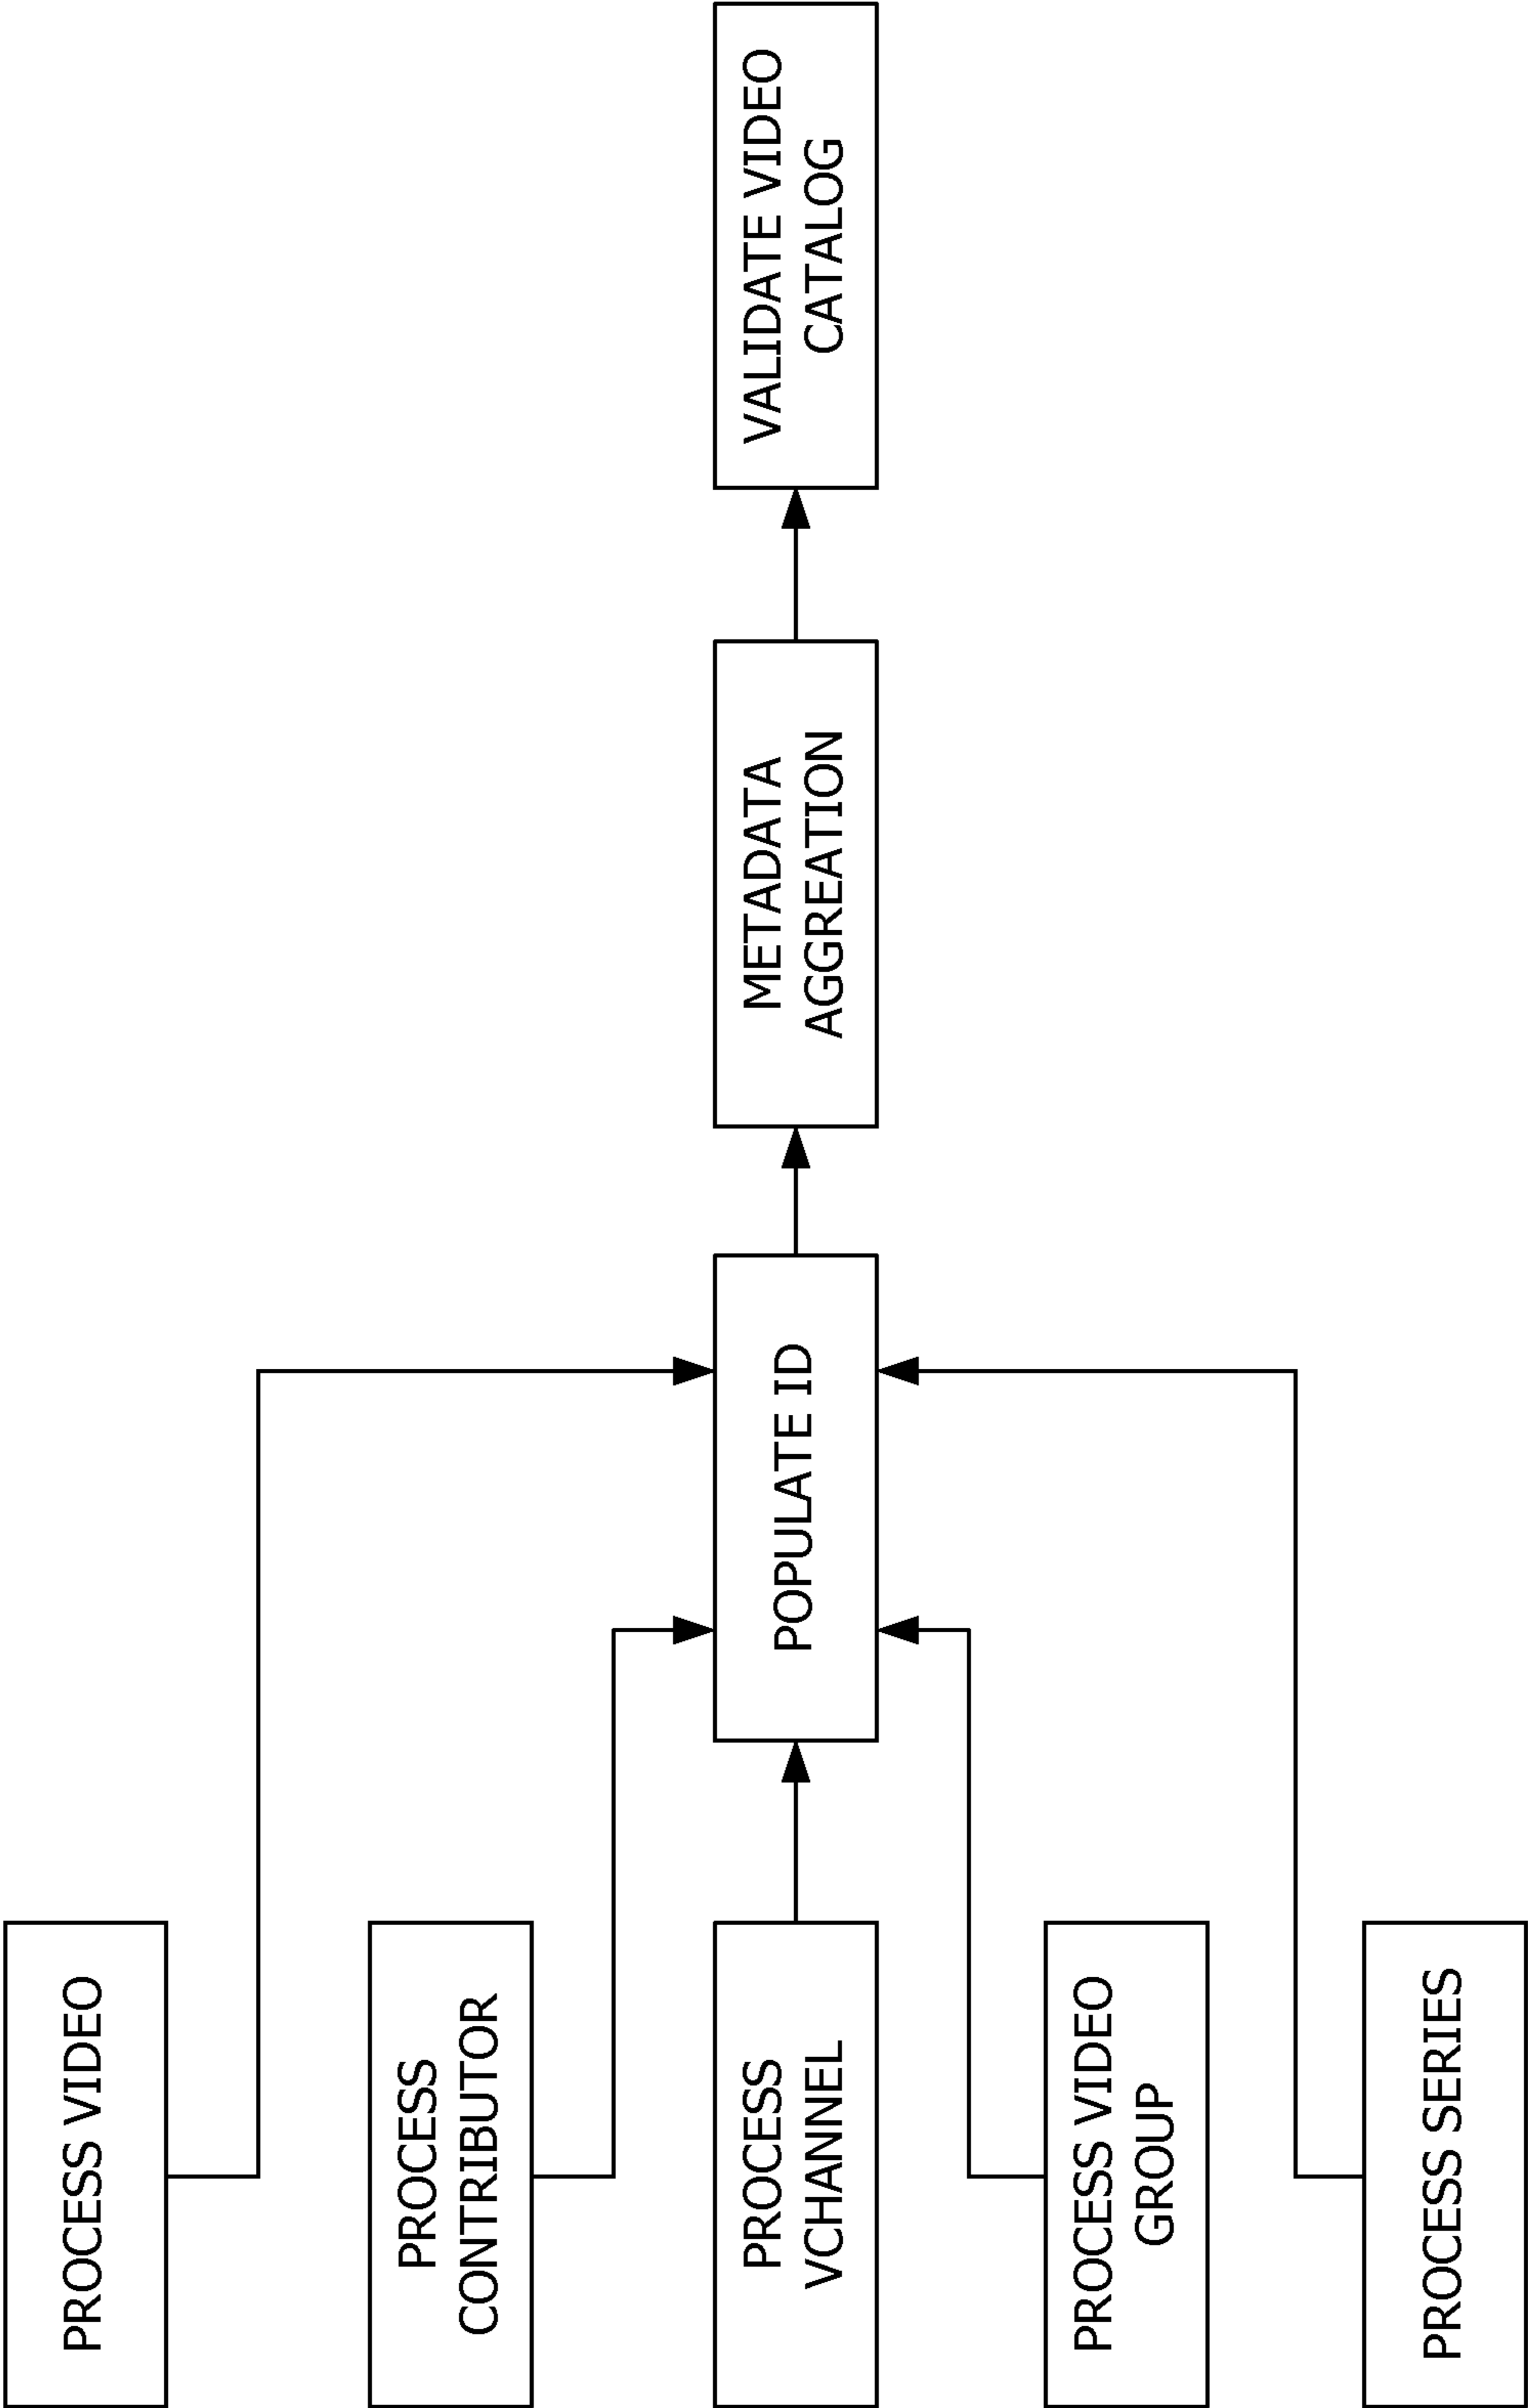 PROCESS VIDEO
PROCESS
CONTRIBUTOR
PROCESS
VCHANNEL
PROCESS VIDEO
GROUP
PROCESS SERIES
POPULATE ID
METADATA
AGGREATION
VALIDATE VIDEO
CATALOG